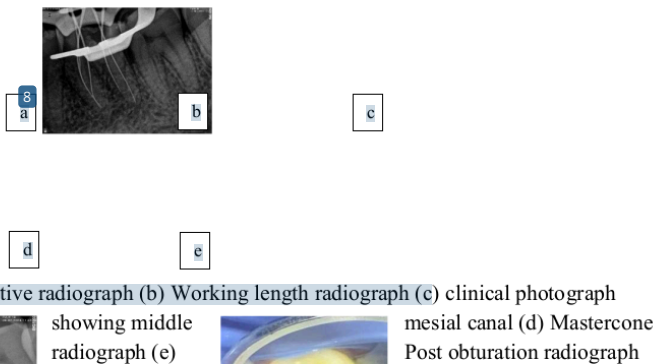 8
a
b
c
d
e
tive radiograph (b) Working length radiograph (c) clinical photograph
showing middle mesial canal (d) Mastercone
radiograph (e) Post obturation radiograph